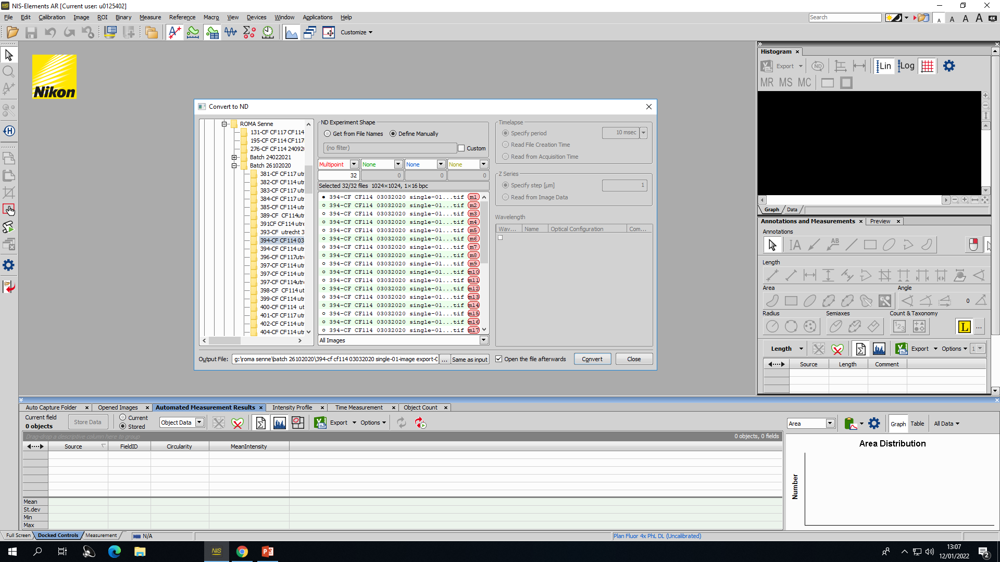 NIS-Elements AR [Current user: u0125402]
File Edit Calibration Image ROI Binary Measure Reference Macro View Devices Window Applications Help
Search
A A A A 4K
Customize
Nikon
Convert to ND
ROMA Senne
131-CF CF117 CF114
195-CF CF114 CF117
276-CF CF114 24092
Batch 24022021
Batch 26102020
381-CF CF117 utr
382-CF CF114 utr
383-CF CF117 utr
384-CF CF117 utr
385-CF CF114 utr
389-CF CF114utr
391CF CF114 utre
393-CF utrecht 3
394-CF CF114 03
394-CF CF114 utr
396-CF CF117utre
397-CF CF114 utr
397-CF CF114 utr
397-CF CF114utre
398-CF CF114 ut
399-CF CF114 utr
400-CF CF114 ut
401-CF CF117 utr
402-CF CF114 utr
404-CF CF114 utr
ND Experiment Shape
Get from File Names Define Manually
(no filter) Custom
Multipoint None None None
32 0 0 0
Selected 32/32 files 1024×1024, 1×16 bpc
394-CF CF114 03032020 single-01...tif m1
394-CF CF114 03032020 single-01...tif m2
394-CF CF114 03032020 single-01...tif m3
394-CF CF114 03032020 single-01...tif m4
394-CF CF114 03032020 single-01...tif m5
394-CF CF114 03032020 single-01...tif m6
394-CF CF114 03032020 single-01...tif m7
394-CF CF114 03032020 single-01...tif m8
394-CF CF114 03032020 single-01...tif m9
394-CF CF114 03032020 single-01...tif m10
394-CF CF114 03032020 single-01...tif m11
394-CF CF114 03032020 single-01...tif m12
394-CF CF114 03032020 single-01...tif m13
394-CF CF114 03032020 single-01...tif m14
394-CF CF114 03032020 single-01...tif m15
394-CF CF114 03032020 single-01...tif m16
394-CF CF114 03032020 single-01...tif m17
All Images
Timelapse
Specify period 10 msec
Read File Creation Time
Read from Acquisition Time
Z Series
Specify step [µm] 1
Read from Image Data
Wavelength
Wav... Name Optical Configuration Com...
Output File: g:\roma senne\batch 26102020\394-cf cf114 03032020 single-01-image export-0 ... Same as input Open the file afterwards Convert Close
Histogram
Export ND Lin Log
MR MS MC
Graph Data
Annotations and Measurements Preview
Annotations
Length
Area Angle
0
Radius Semiaxes Count & Taxonomy
L ...
Length Export Options 1
Source Length Comment
Auto Capture Folder Opened Images Automated Measurement Results Intensity Profile Time Measurement Object Count
Current field
0 objects
Store Data
Current
Stored
Object Data Export Options
Area Graph Table All Data
Drag-drop a descriptive column here to group 0 objects, 0 fields
Source FieldID Circularity MeanIntensity
Mean
St.dev
Min
Max
Area Distribution
Number
Full Screen Docked Controls Measurement N/A Plan Fluor 4x PhL DL (Uncalibrated)
NIS
13:07
12/01/2022
2